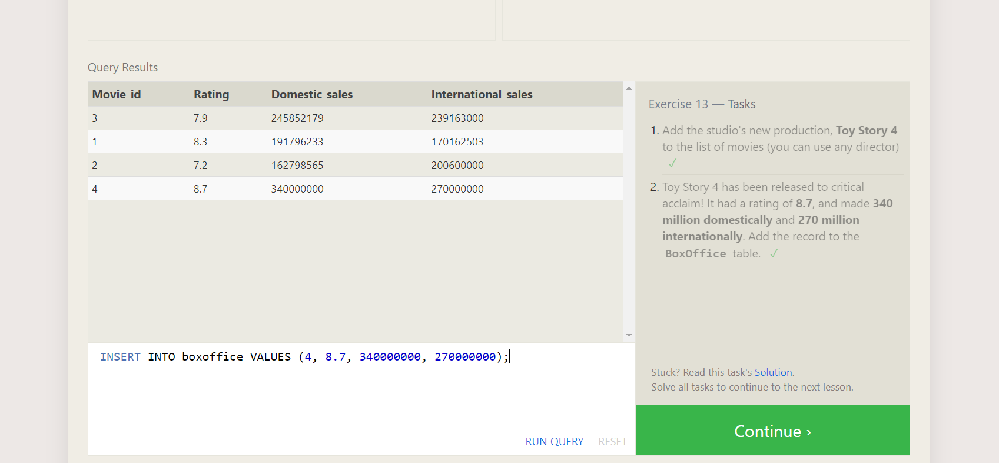 Query Results
Movie_id Rating Domestic_sales International_sales
3 7.9 245852179 239163000
1 8.3 191796233 170162503
2 7.2 162798565 200600000
4 8.7 340000000 270000000
INSERT INTO boxoffice VALUES (4, 8.7, 340000000, 270000000);
RUN QUERY RESET
Exercise 13 — Tasks
1. Add the studio's new production, Toy Story 4
to the list of movies (you can use any director)
✓
2. Toy Story 4 has been released to critical
acclaim! It had a rating of 8.7, and made 340
million domestically and 270 million
internationally. Add the record to the
BoxOffice table. ✓
Stuck? Read this task's Solution.
Solve all tasks to continue to the next lesson.
Continue ›